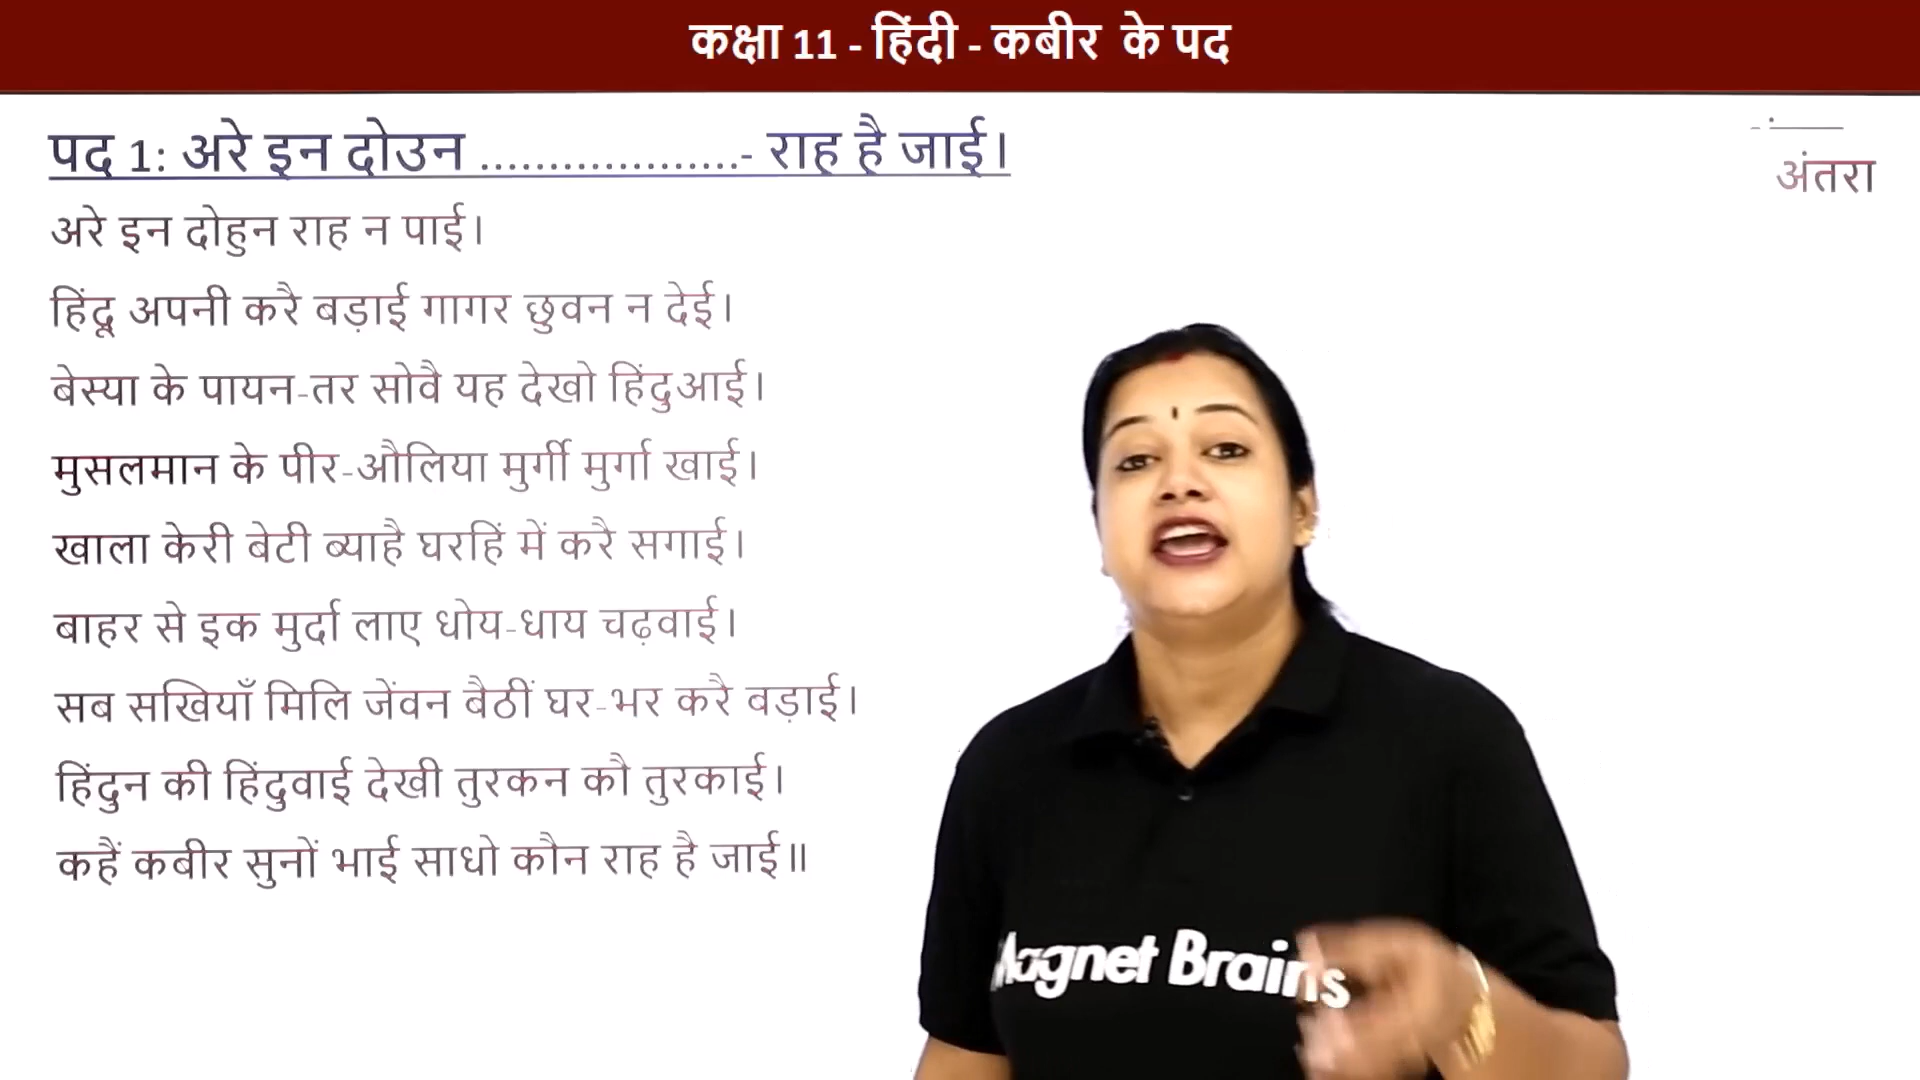 कक्षा 11 - हिंदी - कबीर के पद
पद 1: अरे इन दोउन ...................- राह है जाई।
अंतरा
अरे इन दोहुन राह न पाई।
हिंदू अपनी करै बड़ाई गागर छुवन न देई।
बेस्या के पायन-तर सोवै यह देखो हिंदुआई।
मुसलमान के पीर-औलिया मुर्गी मुर्गा खाई।
खाला केरी बेटी ब्याहै घरहिं में करै सगाई।
बाहर से इक मुर्दा लाए धोय-धाय चढ़वाई।
सब सखियाँ मिलि जेंवन बैठीं घर-भर करै बड़ाई।
हिंदुन की हिंदुवाई देखी तुरकन कौ तुरकाई।
कहैं कबीर सुनों भाई साधो कौन राह है जाई॥
Magnet Brains